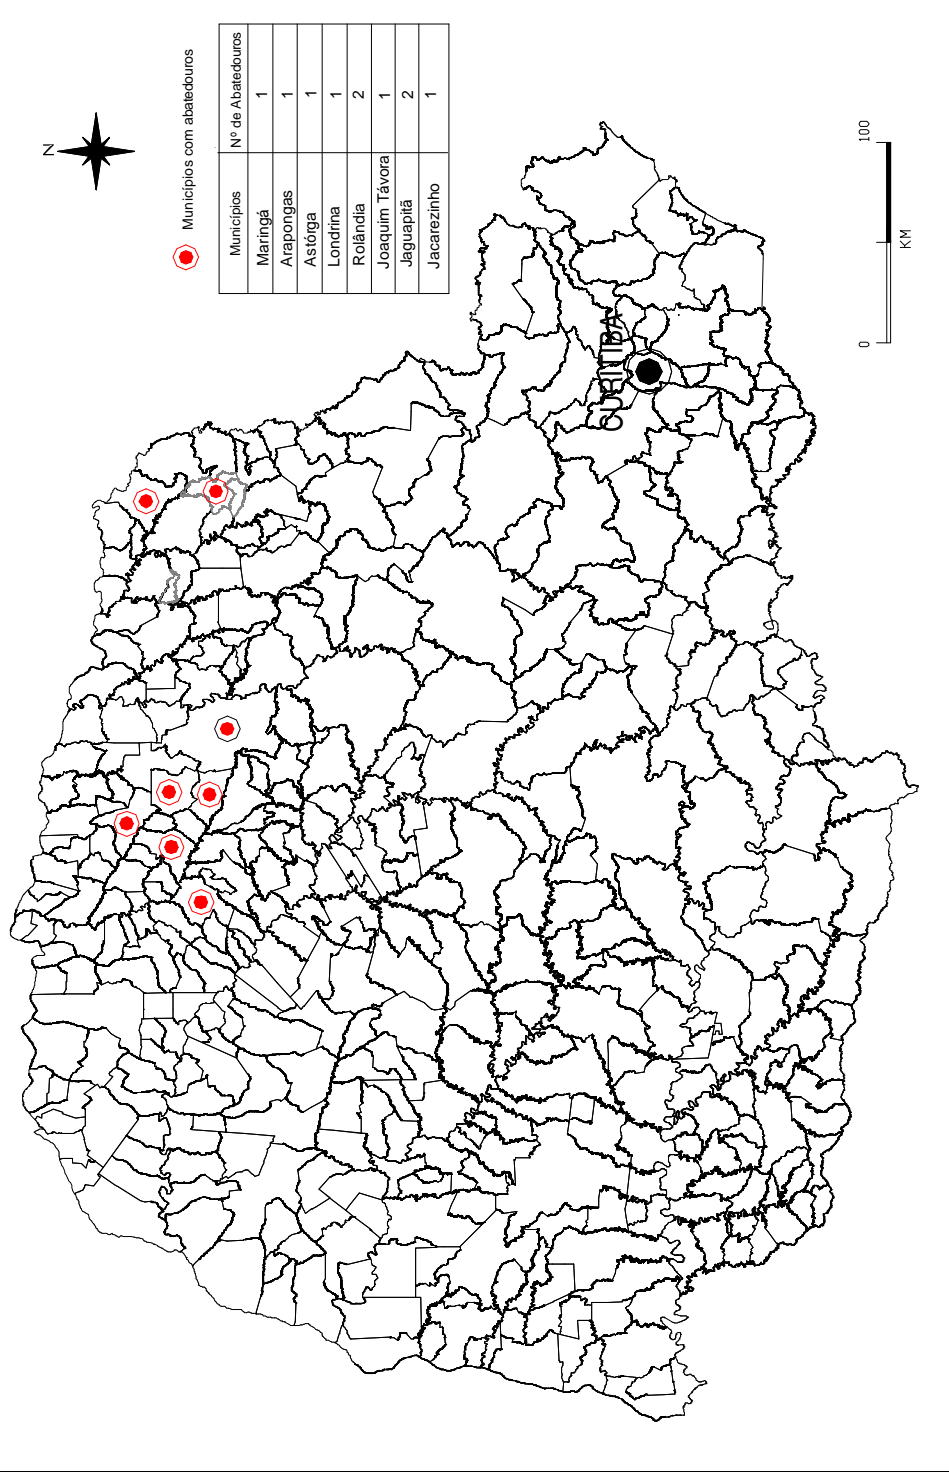 N
Municípios com abatedouros
Municípios Nº de Abatedouros
Maringá 1
Arapongas 1
Astórga 1
Londrina 1
Rolândia 2
Joaquim Távora 1
Jaguapitã 2
Jacarezinho 1
CURITIBA
0 100
KM